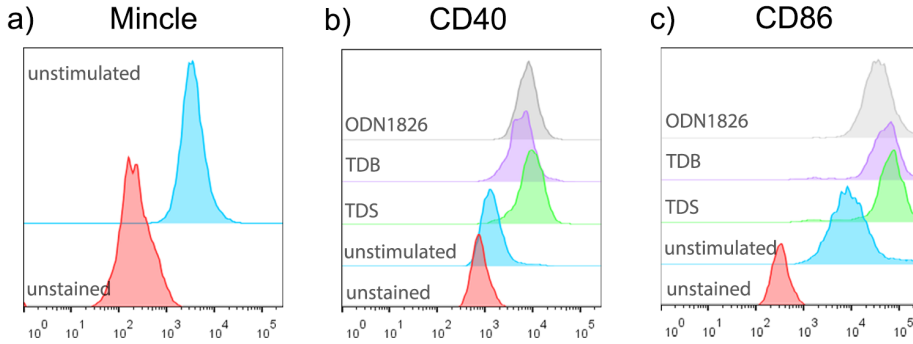 a) Mincle
unstimulated
unstained
10^0 10^1 10^2 10^3 10^4 10^5
b) CD40
ODN1826
TDB
TDS
unstimulated
unstained
10^0 10^1 10^2 10^3 10^4 10^5
c) CD86
ODN1826
TDB
TDS
unstimulated
unstained
10^0 10^1 10^2 10^3 10^4 10^5